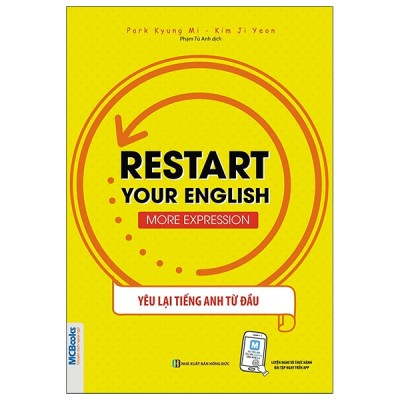 Park Kyung Mi - Kim Ji Yeon
Phạm Tú Anh dịch
RESTART
YOUR ENGLISH
MORE EXPRESSION
YÊU LẠI TIẾNG ANH TỪ ĐẦU
MCBooks
NHÀ XUẤT BẢN HỒNG ĐỨC
LUYỆN NGHE VÀ THỰC HÀNH
BÀI TẬP NGAY TRÊN APP